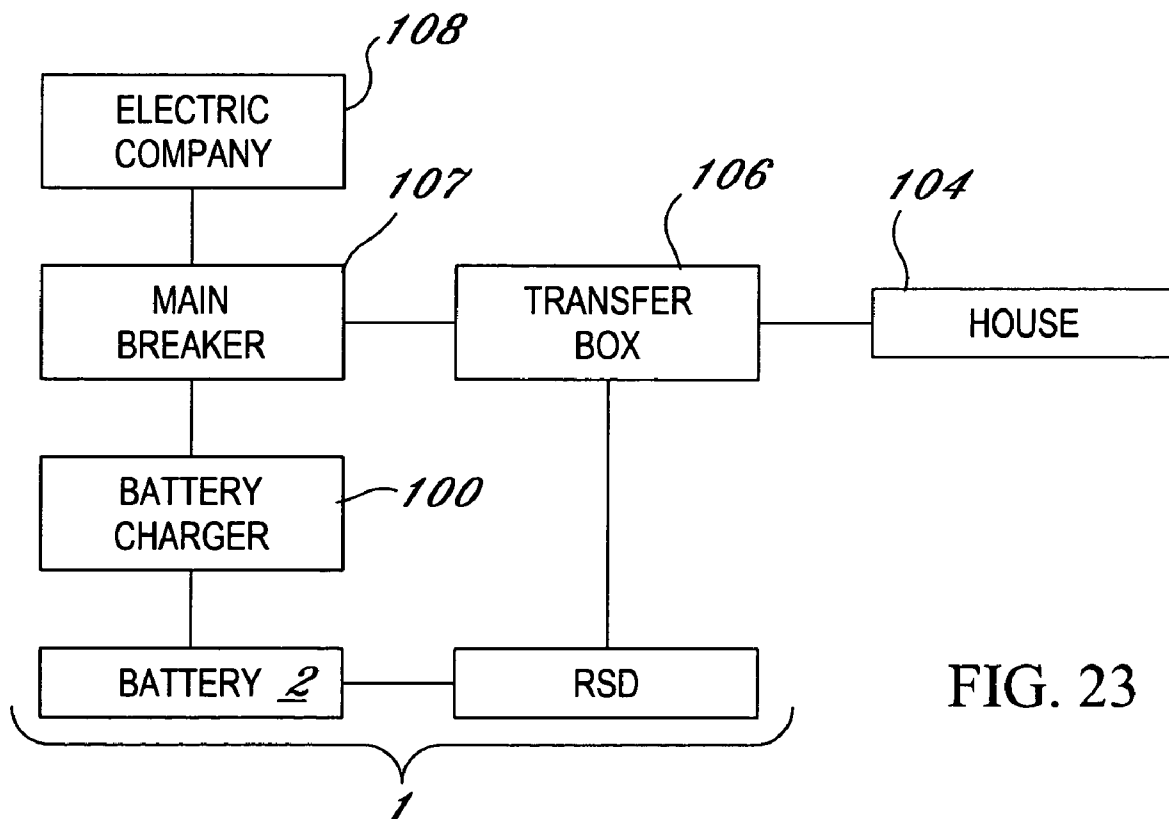 108
ELECTRIC
COMPANY
107
106
104
MAIN
BREAKER
TRANSFER
BOX
HOUSE
BATTERY
CHARGER
100
BATTERY 2
RSD
FIG. 23
1